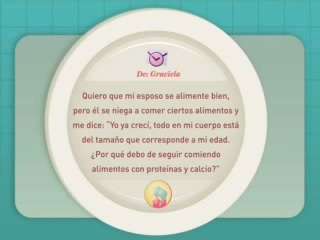 De: Graciela
Quiero que mi esposo se alimente bien,
pero él se niega a comer ciertos alimentos y
me dice: "Yo ya crecí, todo en mi cuerpo está
del tamaño que corresponde a mi edad.
¿Por qué debo de seguir comiendo
alimentos con proteínas y calcio?"